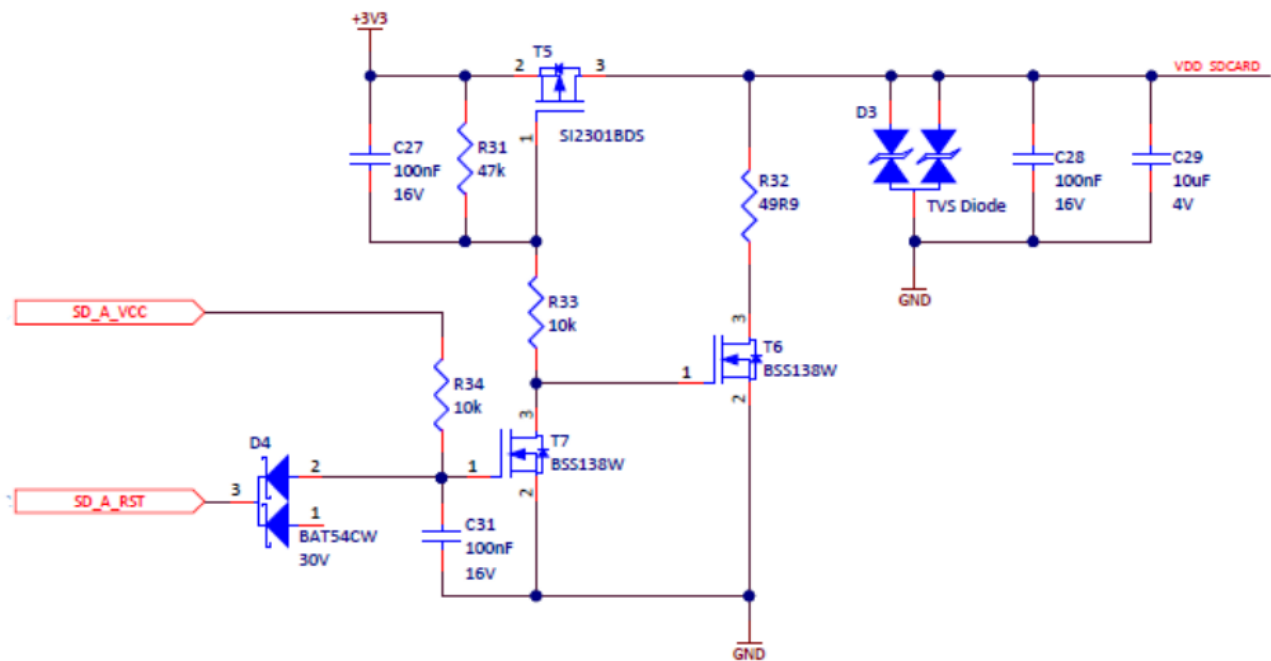 +3V3
T5
2
3
VDD_SDCARD
1
SI2301BDS
C27
100nF
16V
R31
47k
R32
49R9
D3
TVS Diode
C28
100nF
16V
C29
10uF
4V
GND
SD_A_VCC
R33
10k
R34
10k
3
T6
BSS138W
1
2
D4
3
T7
BSS138W
2
1
SD_A_RST
3
1
2
BAT54CW
30V
C31
100nF
16V
GND